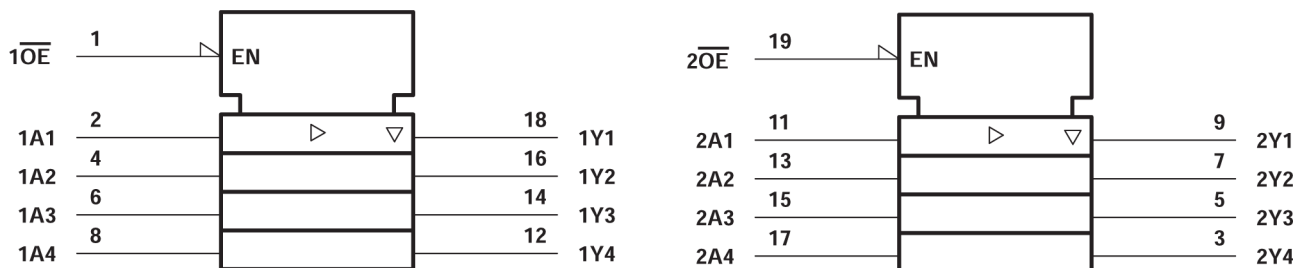 1 19
1OE EN 2OE EN
2 18 11 9
1A1 1Y1 2A1 2Y1
4 16 13 7
1A2 1Y2 2A2 2Y2
6 14 15 5
1A3 1Y3 2A3 2Y3
8 12 17 3
1A4 1Y4 2A4 2Y4